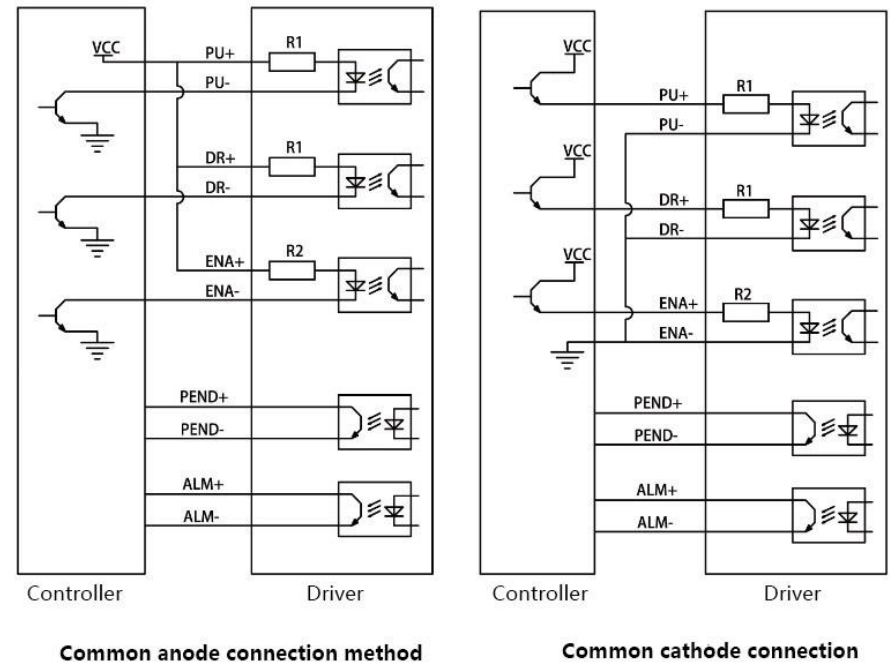 VCC
PU+
R1
PU-
DR+
R1
DR-
ENA+
R2
ENA-
PEND+
PEND-
ALM+
ALM-
Controller
Driver
Common anode connection method
VCC
PU+
R1
PU-
VCC
DR+
R1
DR-
VCC
ENA+
R2
ENA-
PEND+
PEND-
ALM+
ALM-
Controller
Driver
Common cathode connection